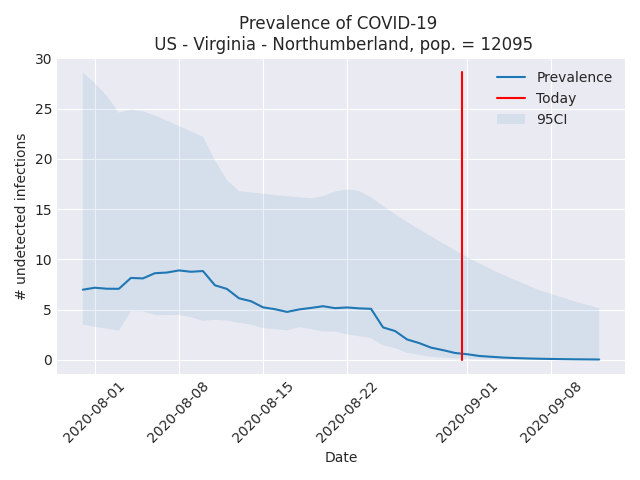 Prevalence of COVID-19
US - Virginia - Northumberland, pop. = 12095
# undetected infections
30
25
20
15
10
5
0
Prevalence
Today
95CI
2020-08-01
2020-08-08
2020-08-15
2020-08-22
2020-09-01
2020-09-08
Date